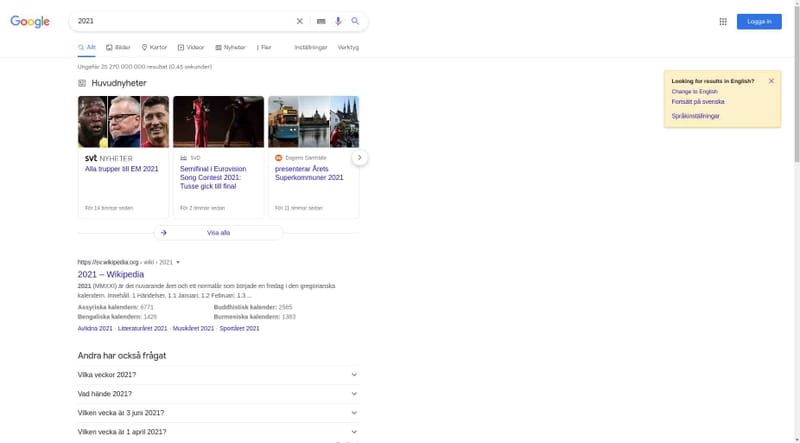 Google
2021
Logga in
Allt
Bilder
Kartor
Videor
Nyheter
Fler
Inställningar
Verktyg
Ungefär 25 270 000 000 resultat (0,45 sekunder)
Looking for results in English?
Change to English
Fortsätt på svenska
Språkinställningar
Huvudnyheter
svt NYHETER
Alla trupper till EM 2021
För 14 timmar sedan
SvD
Semifinal i Eurovision
Song Contest 2021:
Tusse gick till final
För 2 timmar sedan
Dagens Samhälle
presenterar Årets
Superkommuner 2021
För 11 timmar sedan
Visa alla
https://sv.wikipedia.org › wiki › 2021
2021 – Wikipedia
2021 (MMXXI) är det nuvarande året och ett normalår som började en fredag i den gregorianska
kalendern. Innehåll. 1 Händelser. 1.1 Januari; 1.2 Februari; 1.3 ...
Assyriska kalendern: 6771
Buddhistisk kalender: 2565
Bengaliska kalendern: 1428
Burmesiska kalendern: 1383
Avlidna 2021 · Litteraturåret 2021 · Musikåret 2021 · Sportåret 2021
Andra har också frågat
Vilka veckor 2021?
Vad hände 2021?
Vilken vecka är 3 juni 2021?
Vilken vecka är 1 april 2021?